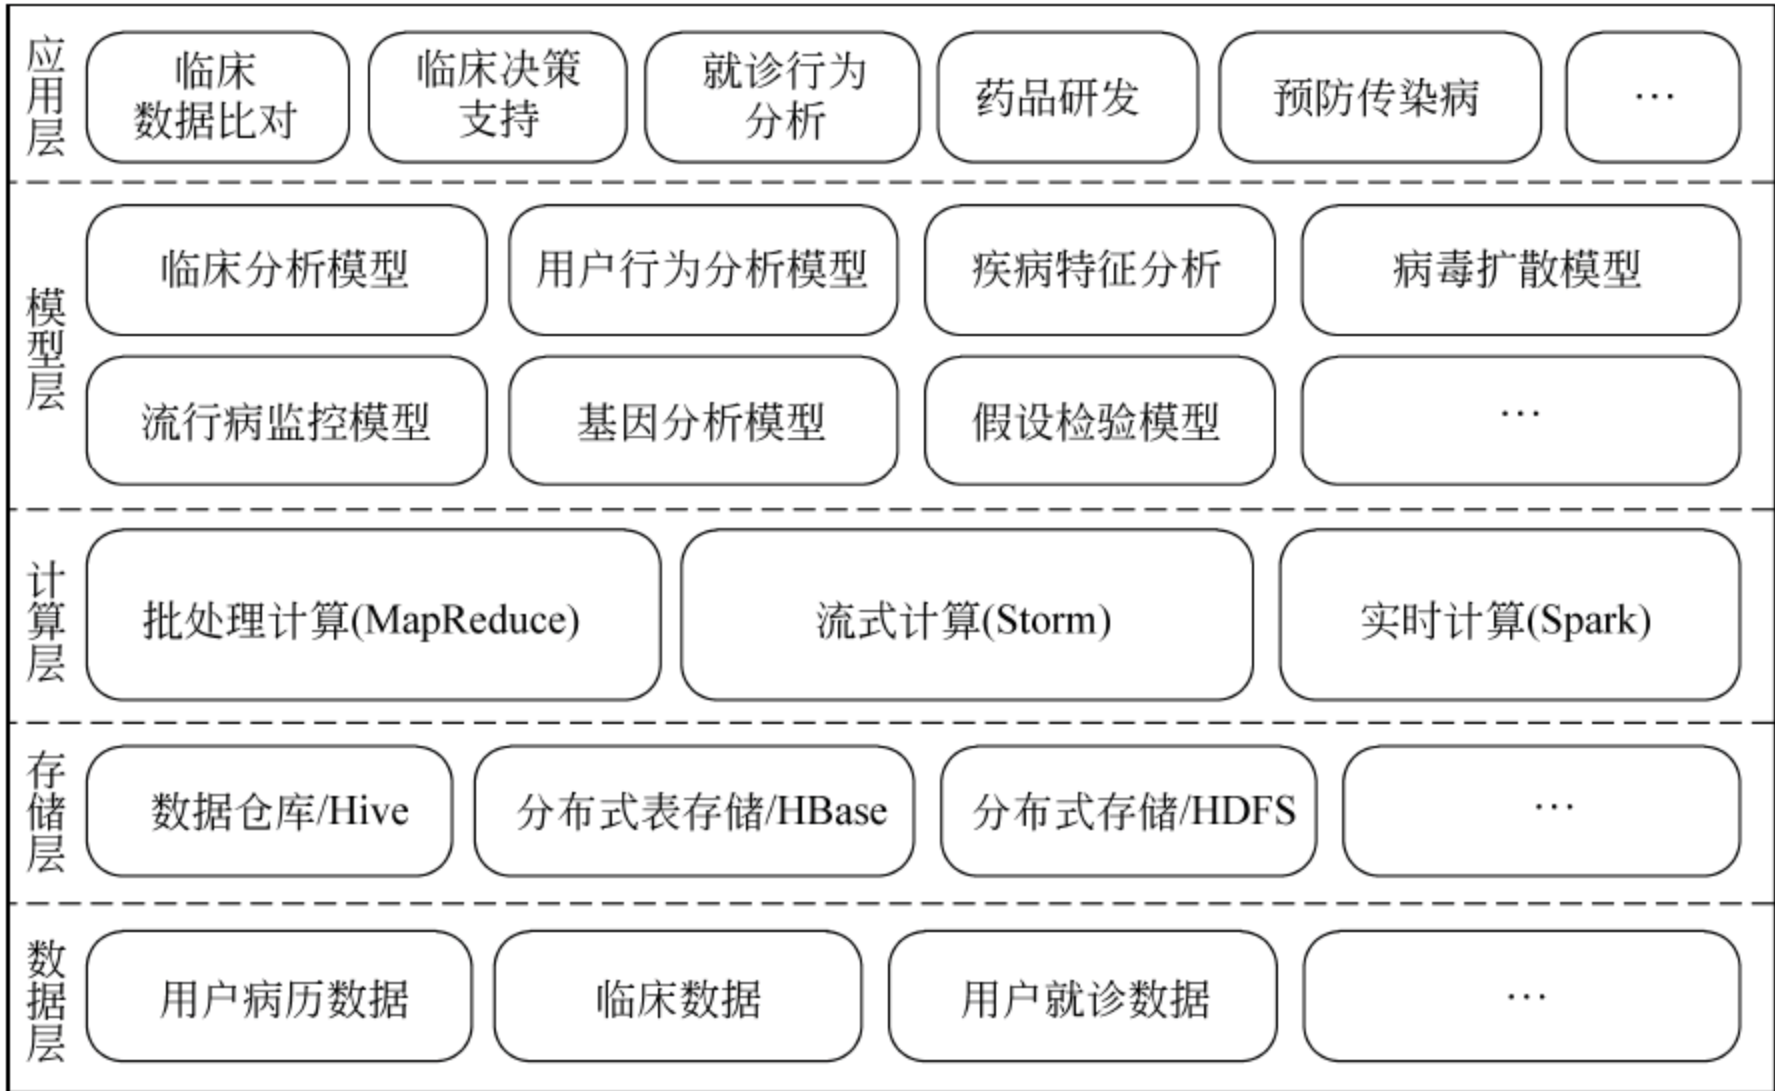 应用层
临床
数据比对
临床决策
支持
就诊行为
分析
药品研发
预防传染病
…
模型层
临床分析模型
用户行为分析模型
疾病特征分析
病毒扩散模型
流行病监控模型
基因分析模型
假设检验模型
…
计算层
批处理计算(MapReduce)
流式计算(Storm)
实时计算(Spark)
存储层
数据仓库/Hive
分布式表存储/HBase
分布式存储/HDFS
…
数据层
用户病历数据
临床数据
用户就诊数据
…